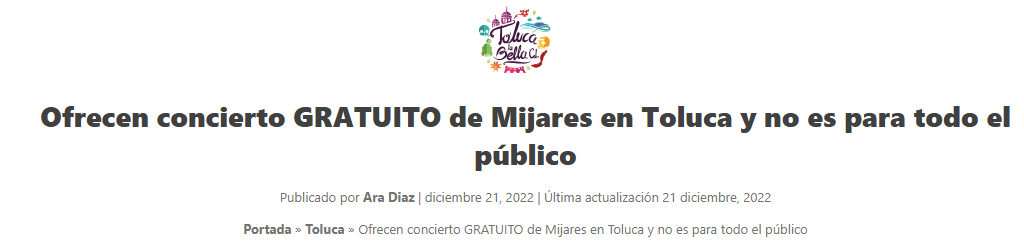 Toluca
la
Bella Cd.
Ofrecen concierto GRATUITO de Mijares en Toluca y no es para todo el
público
Publicado por Ara Diaz | diciembre 21, 2022 | Última actualización 21 diciembre, 2022
Portada » Toluca » Ofrecen concierto GRATUITO de Mijares en Toluca y no es para todo el público